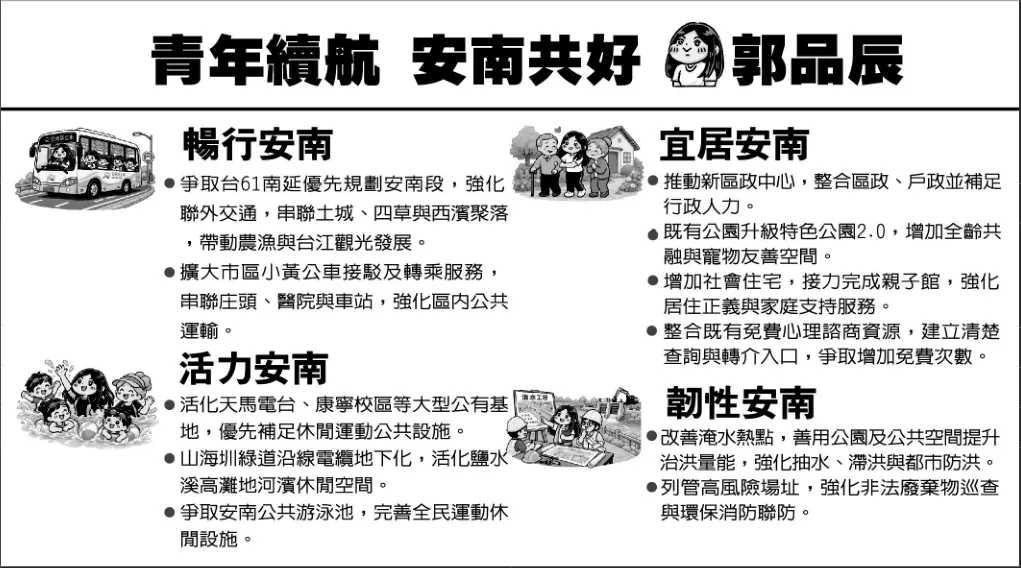 青年續航 安南共好 郭品辰
暢行安南
●爭取台61南延優先規劃安南段，強化
聯外交通，串聯土城、四草與西濱聚落
，帶動農漁與台江觀光發展。
●擴大市區小黃公車接駁及轉乘服務，
串聯庄頭、醫院與車站，強化區內公共
運輸。
活力安南
●活化天馬電台、康寧校區等大型公有基
地，優先補足休閒運動公共設施。
●山海圳綠道沿線電纜地下化，活化鹽水
溪高灘地河濱休閒空間。
●爭取安南公共游泳池，完善全民運動休
閒設施。
宜居安南
●推動新區政中心，整合區政、戶政並補足
行政人力。
●既有公園升級特色公園2.0，增加全齡共
融與寵物友善空間。
●增加社會住宅，接力完成親子館，強化
居住正義與家庭支持服務。
●整合既有免費心理諮商資源，建立清楚
查詢與轉介入口，爭取增加免費次數。
韌性安南
●改善淹水熱點，善用公園及公共空間提升
治洪量能，強化抽水、滯洪與都市防洪。
●列管高風險場址，強化非法廢棄物巡查
與環保消防聯防。